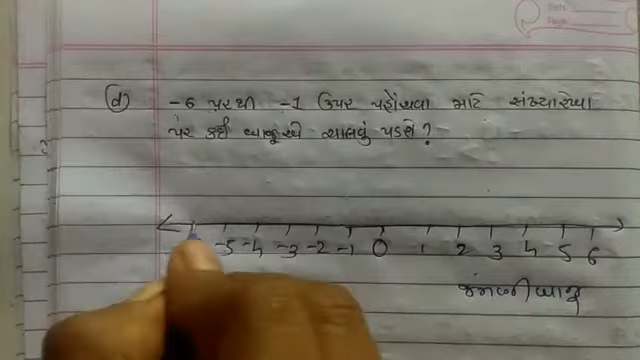 (d) -6 પરથી -1 ઉપર પહોંચવા માટે સંખ્યારેખા
પર કઈ બાજુએ ચાલવું પડશે?
-5 -4 -3 -2 -1 0 1 2 3 4 5 6
જમણી બાજુ